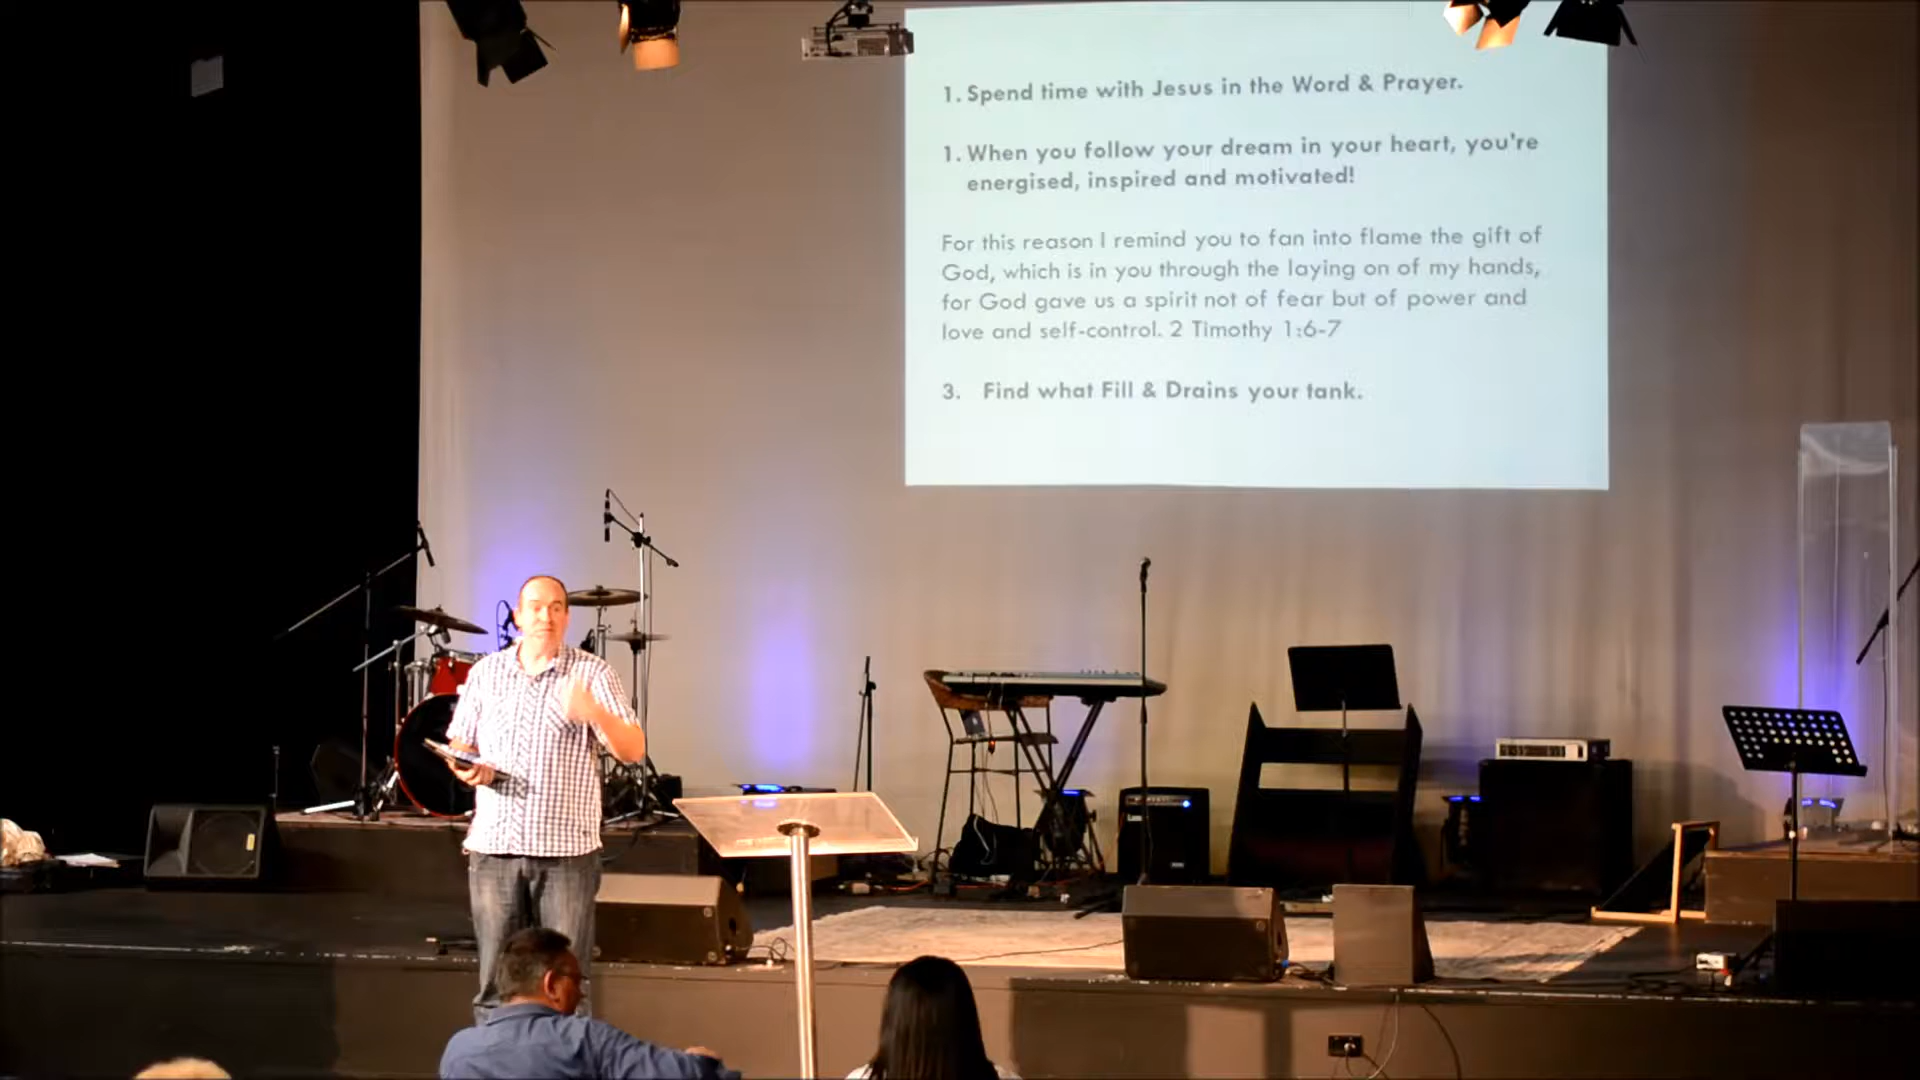 1. Spend time with Jesus in the Word & Prayer.
1. When you follow your dream in your heart, you're
energised, inspired and motivated!
For this reason I remind you to fan into flame the gift of
God, which is in you through the laying on of my hands,
for God gave us a spirit not of fear but of power and
love and self-control. 2 Timothy 1:6-7
3. Find what Fill & Drains your tank.